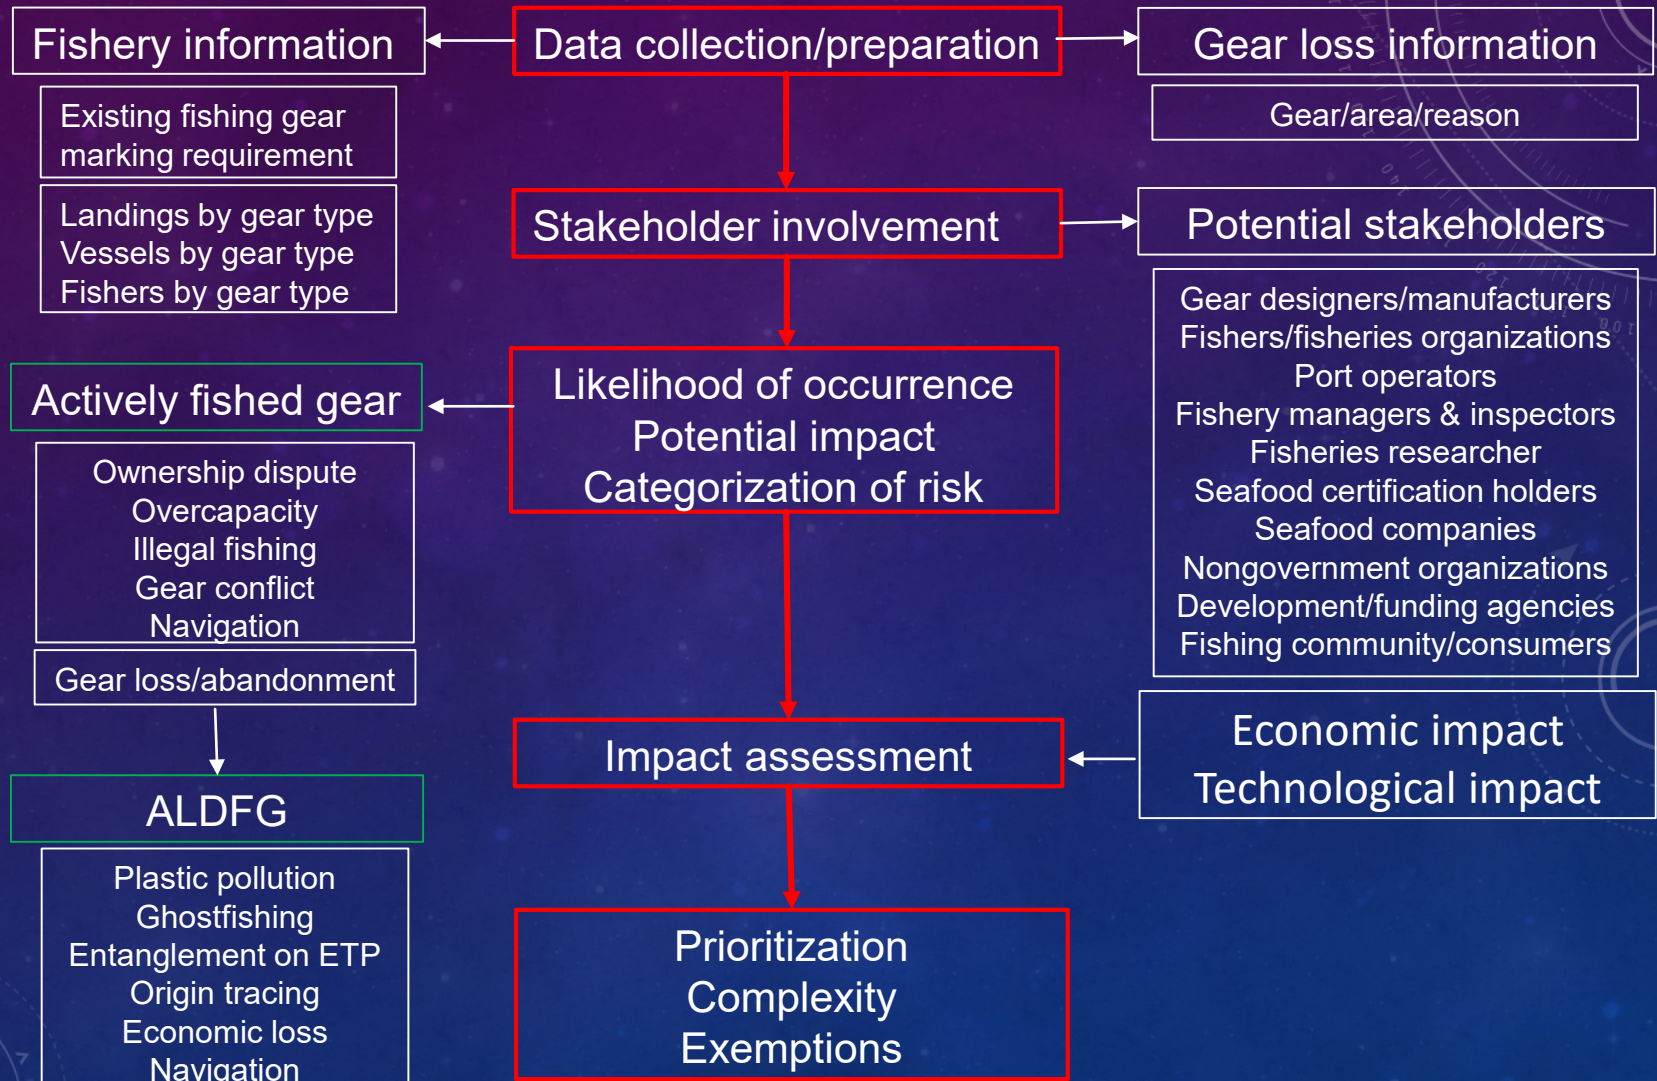 Fishery information
Data collection/preparation
Gear loss information
Existing fishing gear
marking requirement
Gear/area/reason
Landings by gear type
Vessels by gear type
Fishers by gear type
Stakeholder involvement
Potential stakeholders
Gear designers/manufacturers
Fishers/fisheries organizations
Port operators
Fishery managers & inspectors
Fisheries researcher
Seafood certification holders
Seafood companies
Nongovernment organizations
Development/funding agencies
Fishing community/consumers
Actively fished gear
Likelihood of occurrence
Potential impact
Categorization of risk
Ownership dispute
Overcapacity
Illegal fishing
Gear conflict
Navigation
Gear loss/abandonment
Impact assessment
Economic impact
Technological impact
ALDFG
Plastic pollution
Ghostfishing
Entanglement on ETP
Origin tracing
Economic loss
Navigation
Prioritization
Complexity
Exemptions
140
120